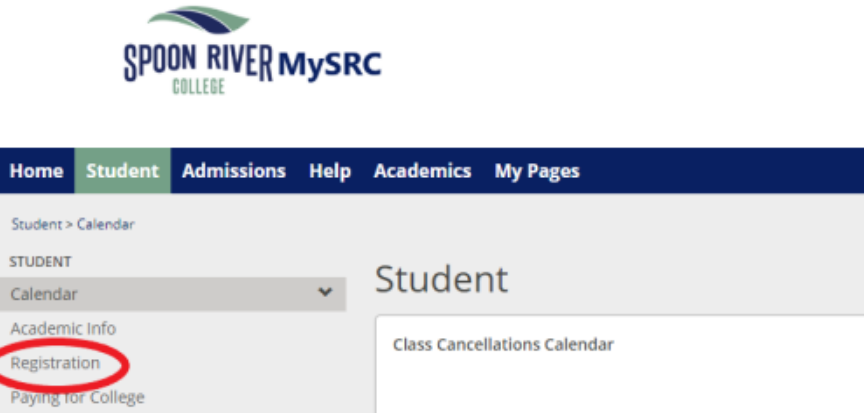 SPOON RIVER MySRC
COLLEGE
Home Student Admissions Help Academics My Pages
Student > Calendar
STUDENT
Calendar
Academic Info
Registration
Paying for College
Student
Class Cancellations Calendar